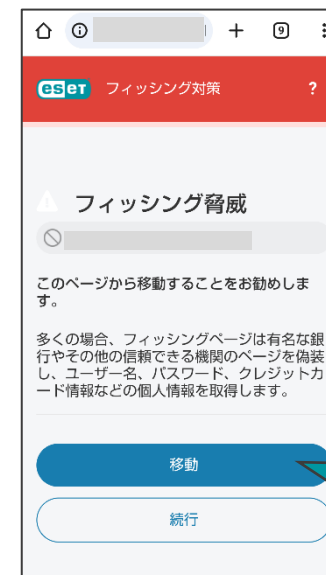 9
eseT フィッシング対策 ?
フィッシング脅威
このページから移動することをお勧めしま
す。
多くの場合、フィッシングページは有名な銀
行やその他の信頼できる機関のページを偽装
し、ユーザー名、パスワード、クレジットカ
ード情報などの個人情報を取得します。
移動
続行